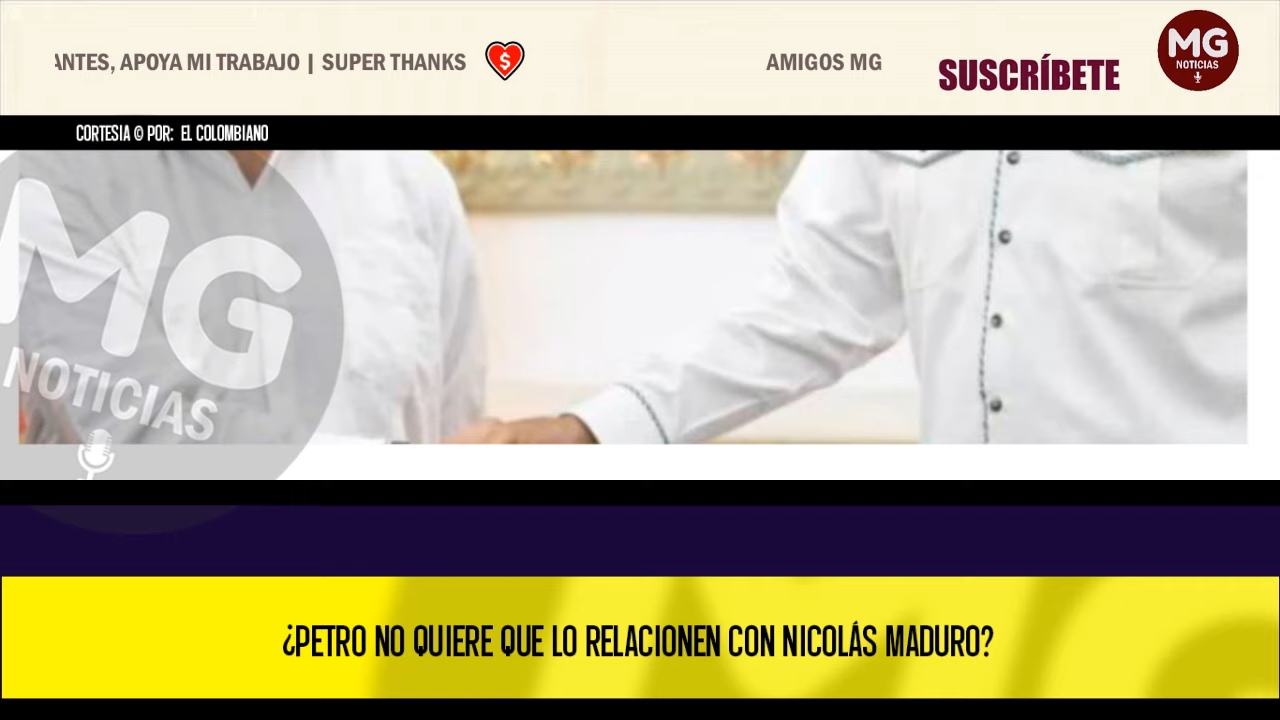 ANTES, APOYA MI TRABAJO | SUPER THANKS
$
AMIGOS MG
SUSCRÍBETE
MG
NOTICIAS
CORTESIA © POR: EL COLOMBIANO
MG
NOTICIAS
¿PETRO NO QUIERE QUE LO RELACIONEN CON NICOLÁS MADURO?